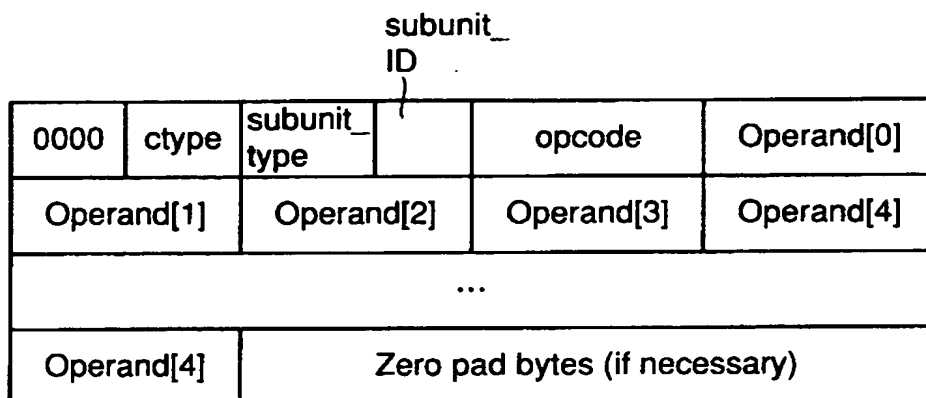 subunit_
ID
0000 ctype subunit_ opcode Operand[0]
type
Operand[1] Operand[2] Operand[3] Operand[4]
...
Operand[4] Zero pad bytes (if necessary)